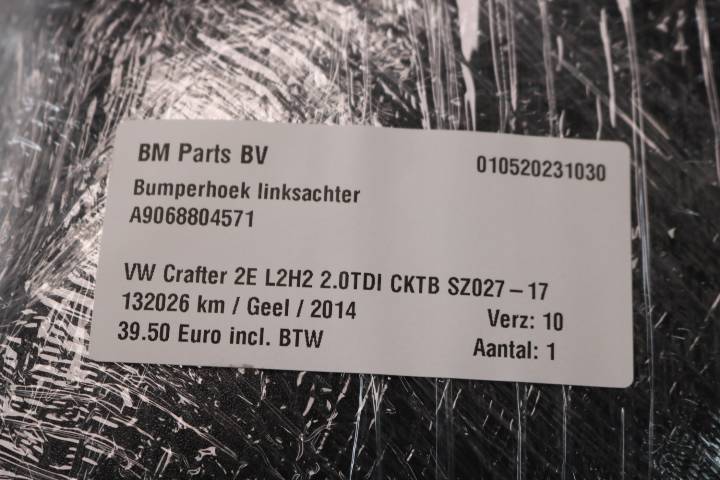 BM Parts BV 010520231030
Bumperhoek linksachter
A9068804571
VW Crafter 2E L2H2 2.0TDI CKTB SZ027-17
132026 km / Geel / 2014 Verz: 10
39.50 Euro incl. BTW Aantal: 1